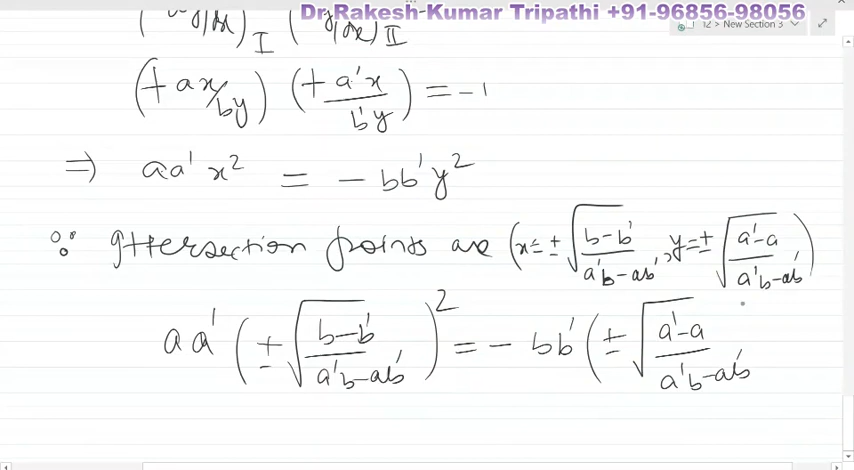 Dr.Rakesh-Kumar Tripathi +91-96856-98056
12 > New Section 3
(+ ax/by) (+ a'x/b'y) = -1
⇒ aa' x² = - bb' y²
∵ Ittersection points are (x = ± √(b-b'/a'b-ab'), y = ± √(a'-a/a'b-ab'))
aa' (± √(b-b'/a'b-ab'))² = - bb' (± √(a'-a/a'b-ab'